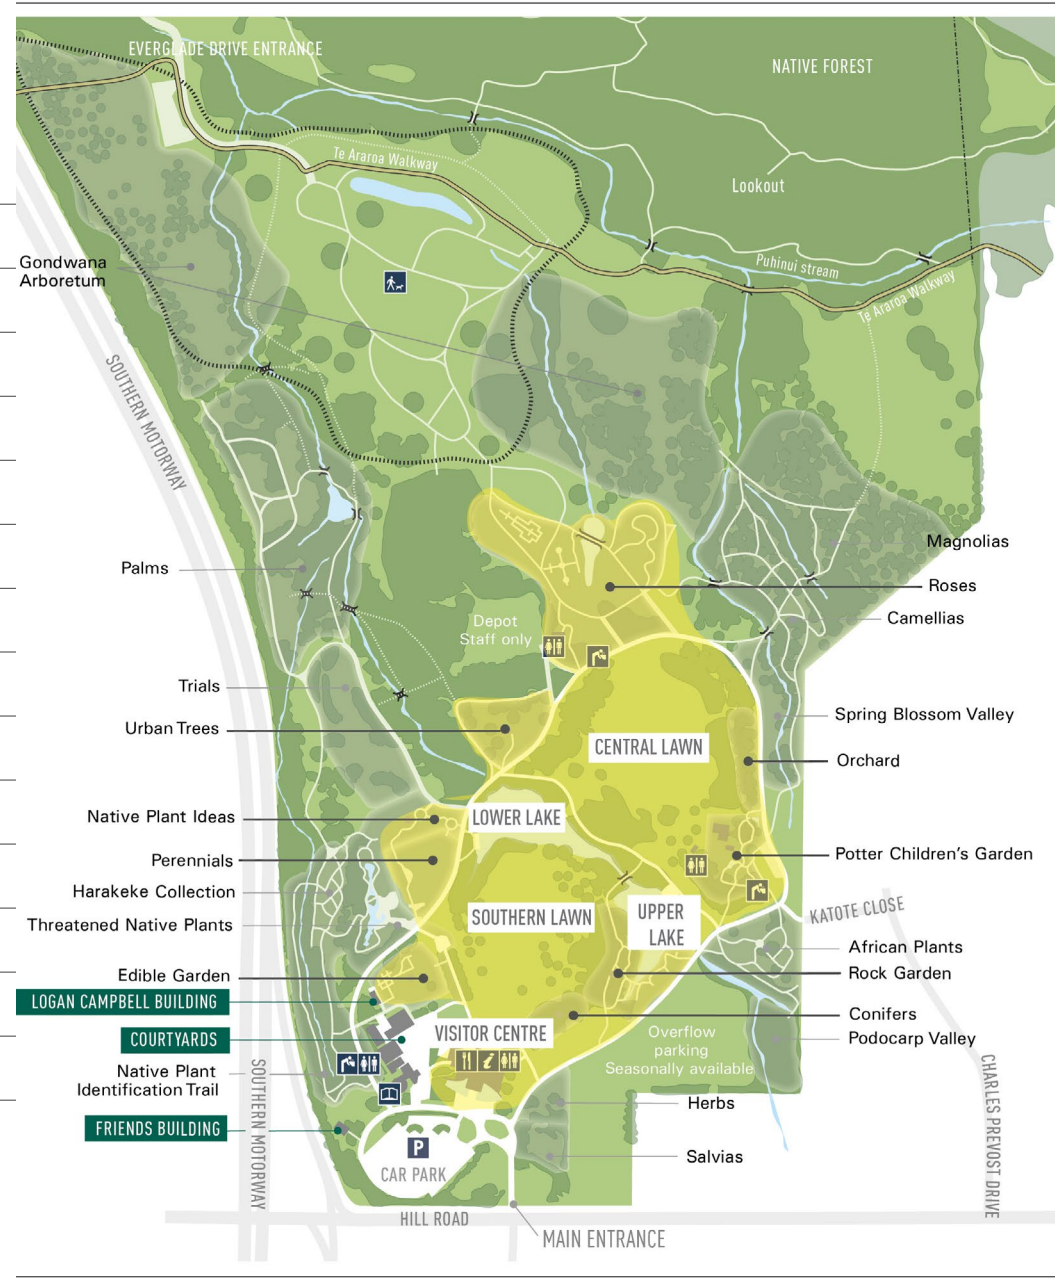 EVERGLADE DRIVE ENTRANCE
NATIVE FOREST
Te Araroa Walkway
Lookout
Puhinui stream
Te Araroa Walkway
Gondwana
Arboretum
SOUTHERN MOTORWAY
Magnolias
Palms
Roses
Camellias
Depot
Staff only
Trials
Urban Trees
Spring Blossom Valley
CENTRAL LAWN
Orchard
Native Plant Ideas
LOWER LAKE
Perennials
Potter Children's Garden
Harakeke Collection
SOUTHERN LAWN
UPPER
LAKE
KATOTE CLOSE
Threatened Native Plants
African Plants
Edible Garden
Rock Garden
LOGAN CAMPBELL BUILDING
Conifers
COURTYARDS
VISITOR CENTRE
Overflow
parking
Seasonally available
Podocarp Valley
Native Plant
Identification Trail
SOUTHERN MOTORWAY
CHARLES PREVOST DRIVE
Herbs
FRIENDS BUILDING
P
CAR PARK
Salvias
HILL ROAD
MAIN ENTRANCE